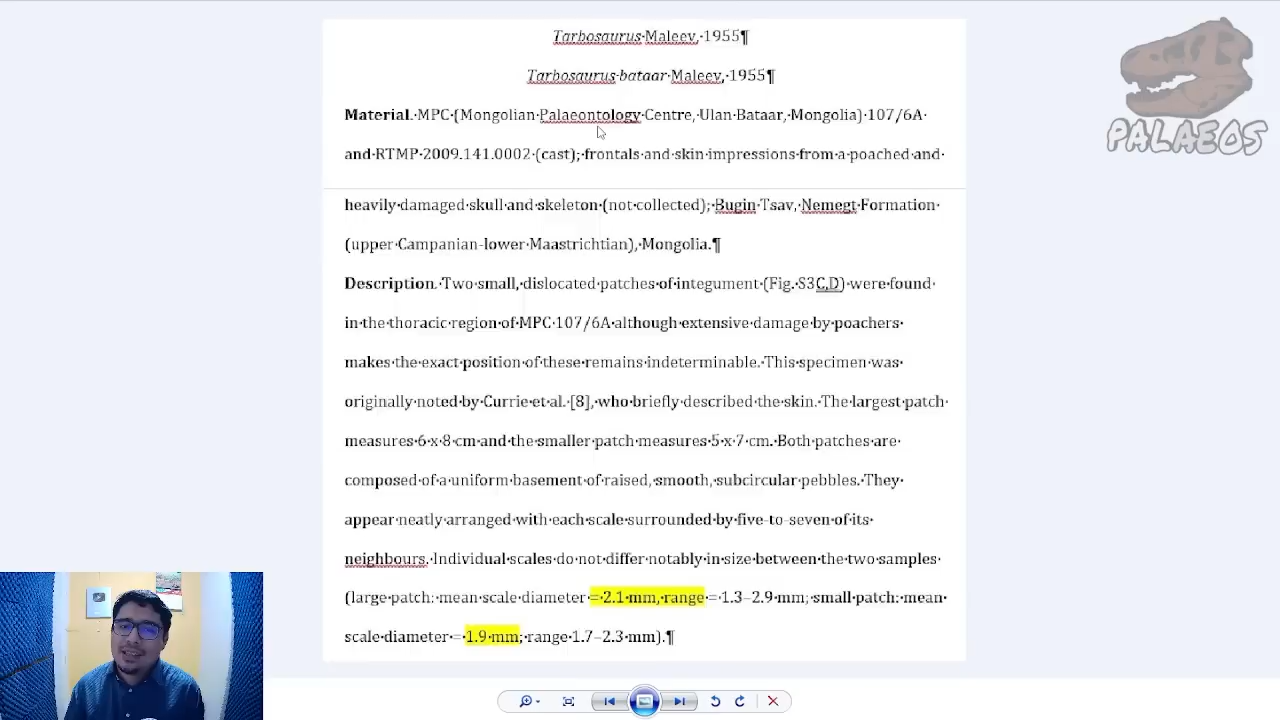 Tarbosaurus·Maleev,·1955¶
Tarbosaurus·bataar·Maleev,·1955¶
Material.·MPC·(Mongolian·Palaeontology·Centre,·Ulan·Bataar,·Mongolia)·107/6A·
and·RTMP·2009.141.0002·(cast);·frontals·and·skin·impressions·from·a·poached·and·
heavily·damaged·skull·and·skeleton·(not·collected);·Bugin·Tsav,·Nemegt·Formation·
(upper·Campanian-lower·Maastrichtian),·Mongolia.¶
Description.·Two·small,·dislocated·patches·of·integument·(Fig.·S3C,D)·were·found·
in·the·thoracic·region·of·MPC·107/6A·although·extensive·damage·by·poachers·
makes·the·exact·position·of·these·remains·indeterminable.·This·specimen·was·
originally·noted·by·Currie·et·al.·[8],·who·briefly·described·the·skin.·The·largest·patch·
measures·6·x·8·cm·and·the·smaller·patch·measures·5·x·7·cm.·Both·patches·are·
composed·of·a·uniform·basement·of·raised,·smooth,·subcircular·pebbles.·They·
appear·neatly·arranged·with·each·scale·surrounded·by·five-to-seven·of·its·
neighbours.·Individual·scales·do·not·differ·notably·in·size·between·the·two·samples·
(large·patch:·mean·scale·diameter·=·2.1·mm,·range·=·1.3–2.9·mm;·small·patch:·mean·
scale·diameter·=·1.9·mm;·range·1.7–2.3·mm).¶
PALAEOS